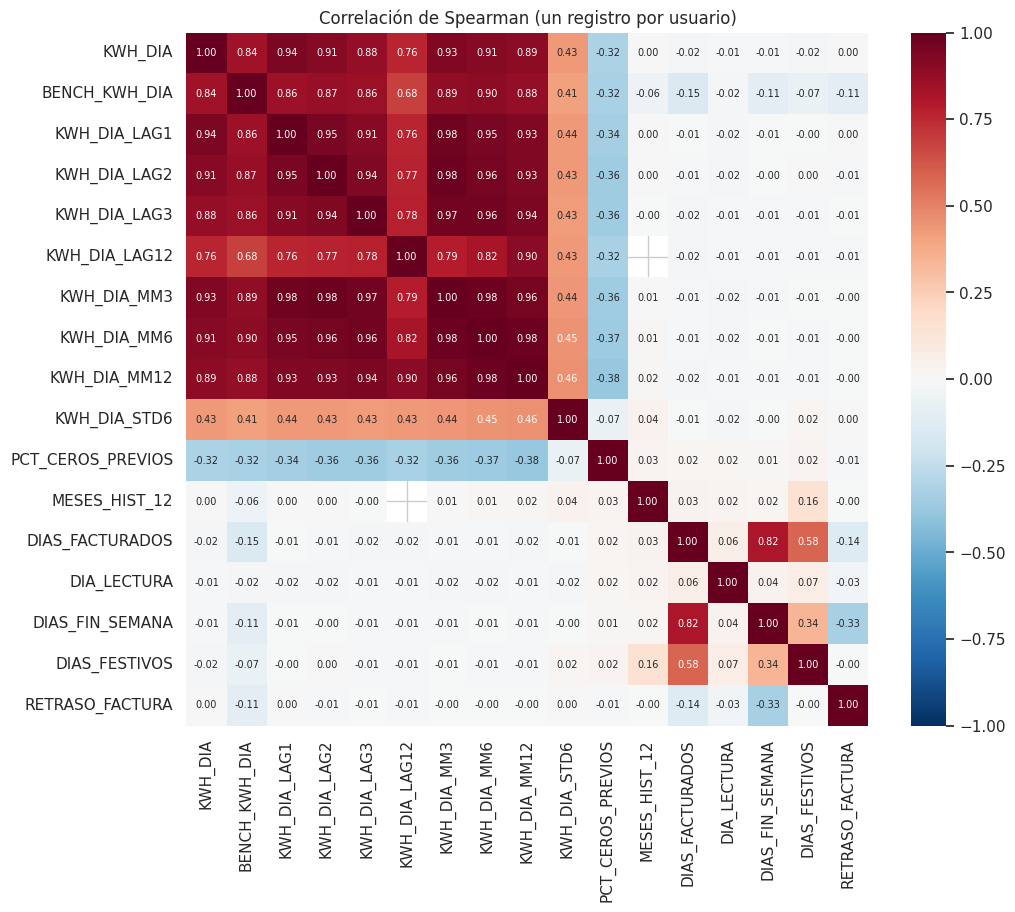 Correlación de Spearman (un registro por usuario)
KWH_DIA 1.00 0.84 0.94 0.91 0.88 0.76 0.93 0.91 0.89 0.43 -0.32 0.00 -0.02 -0.01 -0.01 -0.02 0.00
BENCH_KWH_DIA 0.84 1.00 0.86 0.87 0.86 0.68 0.89 0.90 0.88 0.41 -0.32 -0.06 -0.15 -0.02 -0.11 -0.07 -0.11
KWH_DIA_LAG1 0.94 0.86 1.00 0.95 0.91 0.76 0.98 0.95 0.93 0.44 -0.34 0.00 -0.01 -0.02 -0.01 -0.00 0.00
KWH_DIA_LAG2 0.91 0.87 0.95 1.00 0.94 0.77 0.98 0.96 0.93 0.43 -0.36 0.00 -0.01 -0.02 -0.00 0.00 -0.01
KWH_DIA_LAG3 0.88 0.86 0.91 0.94 1.00 0.78 0.97 0.96 0.94 0.43 -0.36 -0.00 -0.02 -0.01 -0.01 -0.01 -0.01
KWH_DIA_LAG12 0.76 0.68 0.76 0.77 0.78 1.00 0.79 0.82 0.90 0.43 -0.32 -0.02 -0.01 -0.01 -0.01 -0.01
KWH_DIA_MM3 0.93 0.89 0.98 0.98 0.97 0.79 1.00 0.98 0.96 0.44 -0.36 0.01 -0.01 -0.02 -0.01 -0.01 -0.00
KWH_DIA_MM6 0.91 0.90 0.95 0.96 0.96 0.82 0.98 1.00 0.98 0.45 -0.37 0.01 -0.01 -0.02 -0.01 -0.01 -0.00
KWH_DIA_MM12 0.89 0.88 0.93 0.93 0.94 0.90 0.96 0.98 1.00 0.46 -0.38 0.02 -0.02 -0.01 -0.01 -0.01 -0.00
KWH_DIA_STD6 0.43 0.41 0.44 0.43 0.43 0.43 0.44 0.45 0.46 1.00 -0.07 0.04 -0.01 -0.02 -0.00 0.02 0.00
PCT_CEROS_PREVIOS -0.32 -0.32 -0.34 -0.36 -0.36 -0.32 -0.36 -0.37 -0.38 -0.07 1.00 0.03 0.02 0.02 0.01 0.02 -0.01
MESES_HIST_12 0.00 -0.06 0.00 0.00 -0.00 0.01 0.01 0.02 0.04 0.03 1.00 0.03 0.02 0.02 0.16 -0.00
DIAS_FACTURADOS -0.02 -0.15 -0.01 -0.01 -0.02 -0.02 -0.01 -0.01 -0.02 -0.01 0.02 0.03 1.00 0.06 0.82 0.58 -0.14
DIA_LECTURA -0.01 -0.02 -0.02 -0.02 -0.01 -0.01 -0.02 -0.02 -0.01 -0.02 0.02 0.02 0.06 1.00 0.04 0.07 -0.03
DIAS_FIN_SEMANA -0.01 -0.11 -0.01 -0.00 -0.01 -0.01 -0.01 -0.01 -0.01 -0.00 0.01 0.02 0.82 0.04 1.00 0.34 -0.33
DIAS_FESTIVOS -0.02 -0.07 -0.00 0.00 -0.01 -0.01 -0.01 -0.01 -0.01 0.02 0.02 0.16 0.58 0.07 0.34 1.00 -0.00
RETRASO_FACTURA 0.00 -0.11 0.00 -0.01 -0.01 -0.01 -0.00 -0.00 -0.00 0.00 -0.01 -0.00 -0.14 -0.03 -0.33 -0.00 1.00
KWH_DIA
BENCH_KWH_DIA
KWH_DIA_LAG1
KWH_DIA_LAG2
KWH_DIA_LAG3
KWH_DIA_LAG12
KWH_DIA_MM3
KWH_DIA_MM6
KWH_DIA_MM12
KWH_DIA_STD6
PCT_CEROS_PREVIOS
MESES_HIST_12
DIAS_FACTURADOS
DIA_LECTURA
DIAS_FIN_SEMANA
DIAS_FESTIVOS
RETRASO_FACTURA
1.00
0.75
0.50
0.25
0.00
−0.25
−0.50
−0.75
−1.00